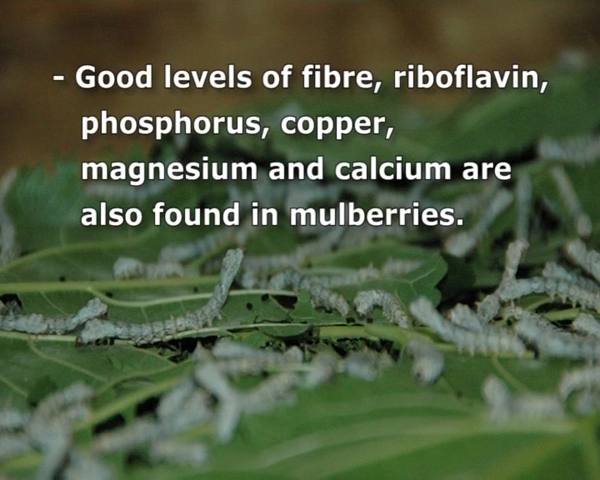 - Good levels of fibre, riboflavin,
phosphorus, copper,
magnesium and calcium are
also found in mulberries.